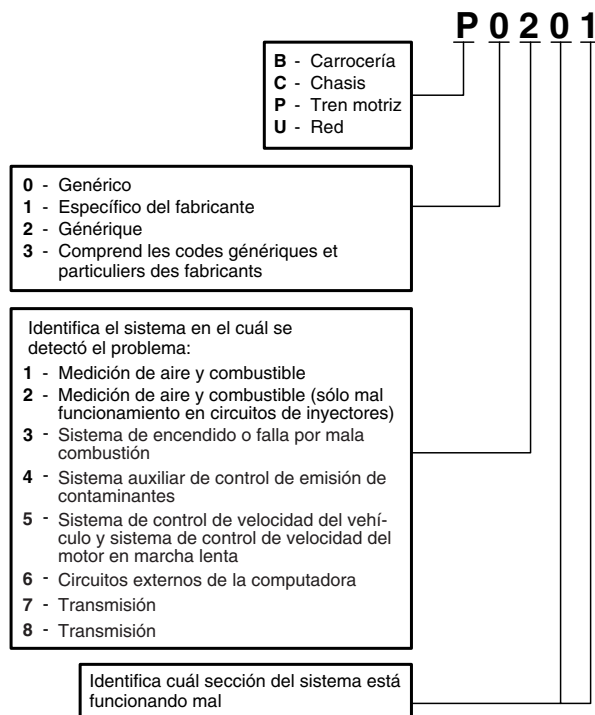 P 0 2 0 1
B - Carrocería
C - Chasis
P - Tren motriz
U - Red
0 - Genérico
1 - Específico del fabricante
2 - Générique
3 - Comprend les codes génériques et
particuliers des fabricants
Identifica el sistema en el cuál se
detectó el problema:
1 - Medición de aire y combustible
2 - Medición de aire y combustible (sólo mal
funcionamiento en circuitos de inyectores)
3 - Sistema de encendido o falla por mala
combustión
4 - Sistema auxiliar de control de emisión de
contaminantes
5 - Sistema de control de velocidad del vehí-
culo y sistema de control de velocidad del
motor en marcha lenta
6 - Circuitos externos de la computadora
7 - Transmisión
8 - Transmisión
Identifica cuál sección del sistema está
funcionando mal